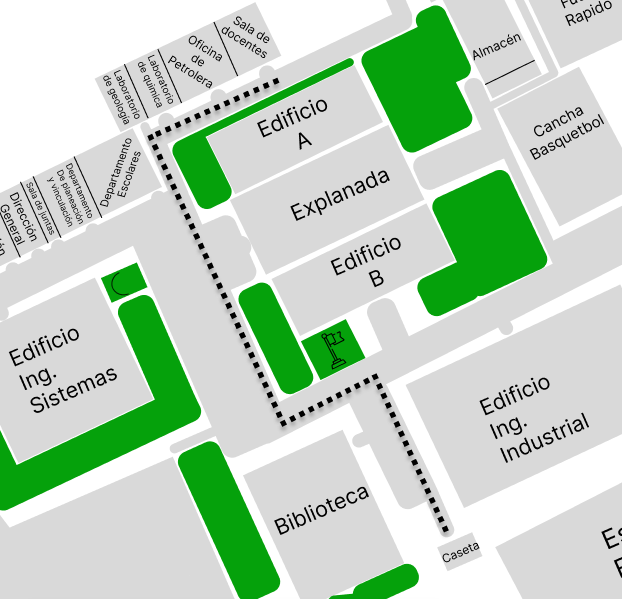 Sala de
docentes
Oficina
de
Petrolera
Laboratorio
de química
Laboratorio
de geología
Almacén
Rapido
Cancha
Basquetbol
Edificio
A
Explanada
Edificio
B
Departamento
Escolares
Departamento
De planeación
y vinculación
Sala de juntas
Dirección
General
Edificio
Ing.
Sistemas
Edificio
Ing.
Industrial
Biblioteca
Caseta